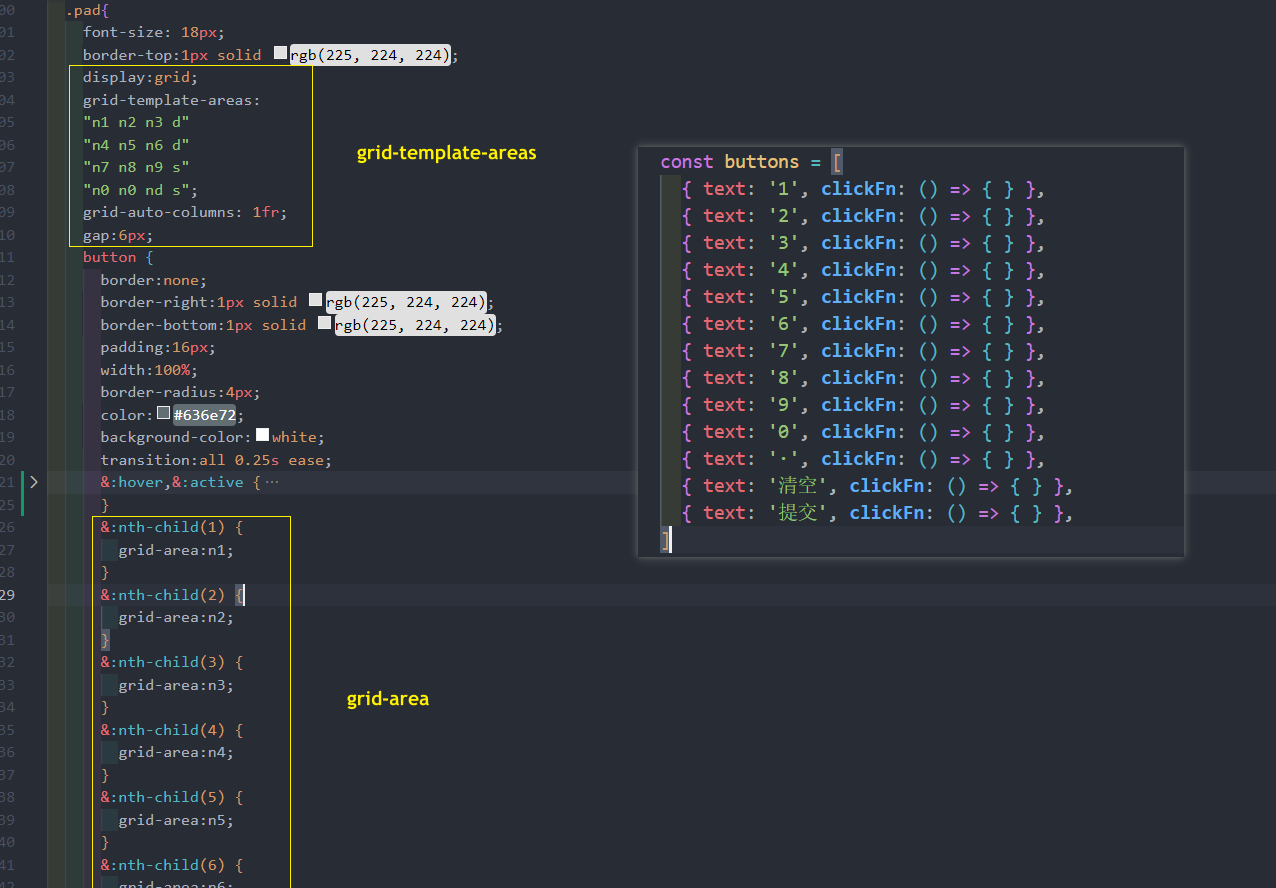 00 .pad{
01 font-size: 18px;
02 border-top:1px solid rgb(225, 224, 224);
03 display:grid;
04 grid-template-areas:
05 "n1 n2 n3 d"
06 "n4 n5 n6 d"
07 "n7 n8 n9 s"
08 "n0 n0 nd s";
09 grid-auto-columns: 1fr;
10 gap:6px;
11 button {
12 border:none;
13 border-right:1px solid rgb(225, 224, 224);
14 border-bottom:1px solid rgb(225, 224, 224);
15 padding:16px;
16 width:100%;
17 border-radius:4px;
18 color:#636e72;
19 background-color:white;
20 transition:all 0.25s ease;
21 &:hover,&:active {⋯
25 }
26 &:nth-child(1) {
27 grid-area:n1;
28 }
29 &:nth-child(2) {
30 grid-area:n2;
31 }
32 &:nth-child(3) {
33 grid-area:n3;
34 }
35 &:nth-child(4) {
36 grid-area:n4;
37 }
38 &:nth-child(5) {
39 grid-area:n5;
40 }
41 &:nth-child(6) {
42 grid-area:n6;
grid-template-areas
grid-area
const buttons = [
{ text: '1', clickFn: () => { } },
{ text: '2', clickFn: () => { } },
{ text: '3', clickFn: () => { } },
{ text: '4', clickFn: () => { } },
{ text: '5', clickFn: () => { } },
{ text: '6', clickFn: () => { } },
{ text: '7', clickFn: () => { } },
{ text: '8', clickFn: () => { } },
{ text: '9', clickFn: () => { } },
{ text: '0', clickFn: () => { } },
{ text: '·', clickFn: () => { } },
{ text: '清空', clickFn: () => { } },
{ text: '提交', clickFn: () => { } },
]